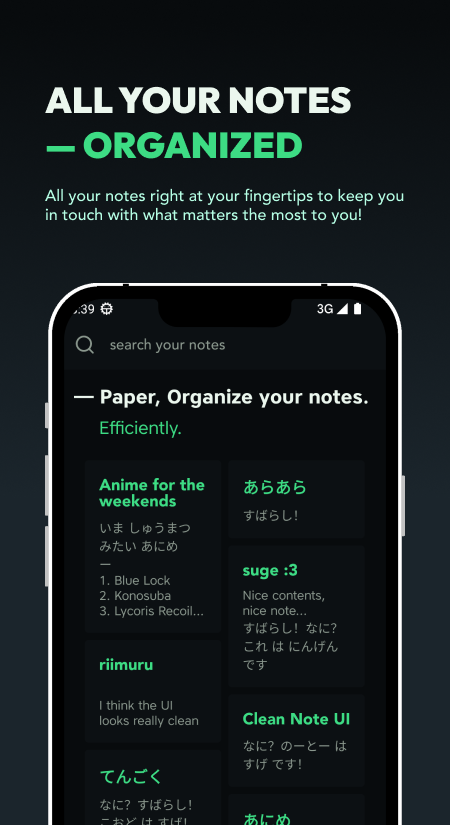 ALL YOUR NOTES
— ORGANIZED
All your notes right at your fingertips to keep you
in touch with what matters the most to you!
:39
3G
search your notes
— Paper, Organize your notes.
Efficiently.
Anime for the
weekends
いま しゅうまつ
みたい あにめ
—
1. Blue Lock
2. Konosuba
3. Lycoris Recoil...
riimuru
I think the UI
looks really clean
てんごく
なに? すばらし!
こおど は すげ!
あらあら
すばらし!
suge :3
Nice contents,
nice note...
すばらし! なに?
これ は にんげん
です
Clean Note UI
なに? のーとー は
すげ です!
あにめ